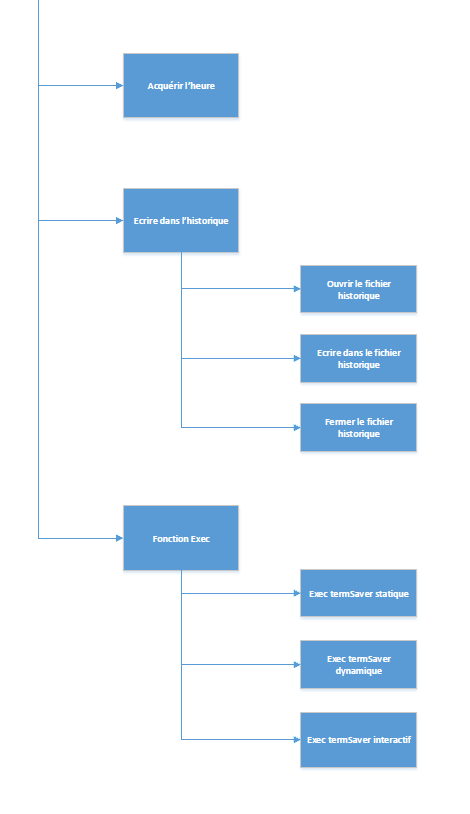 Acquérir l'heure
Ecrire dans l'historique
Ouvrir le fichier
historique
Ecrire dans le fichier
historique
Fermer le fichier
historique
Fonction Exec
Exec termSaver statique
Exec termSaver
dynamique
Exec termSaver interactif